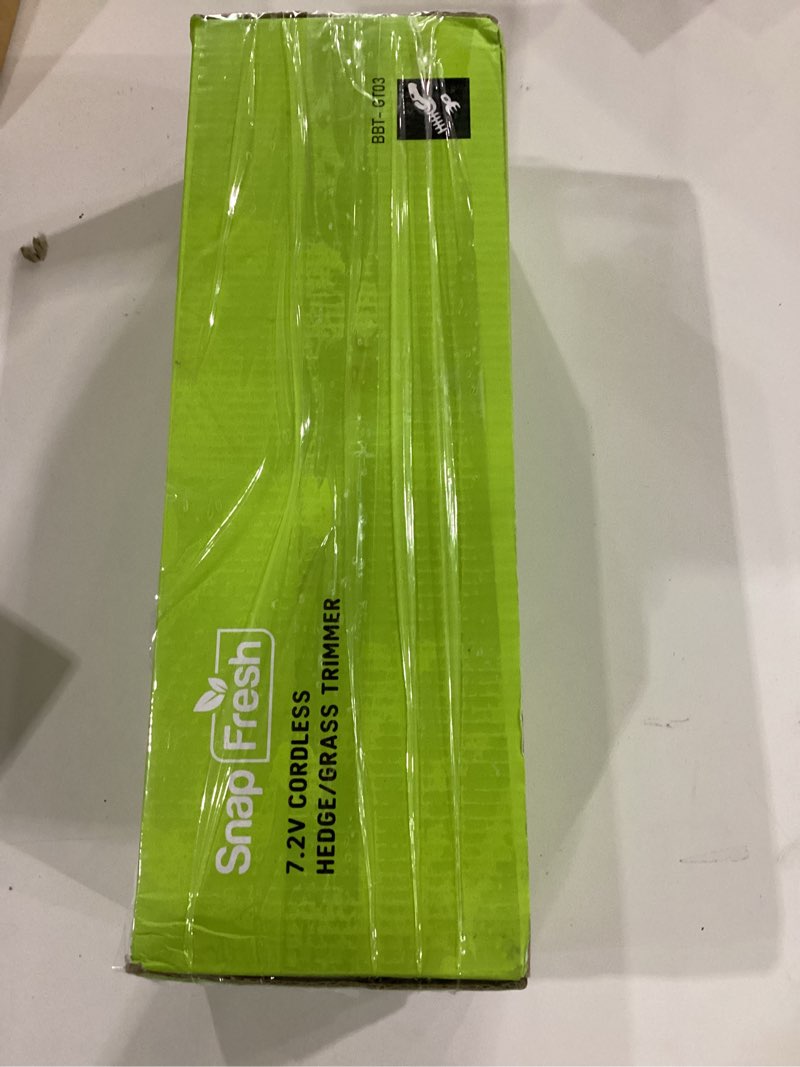 Snap Fresh
7.2V CORDLESS
HEDGE/GRASS TRIMMER
BBT- GT03